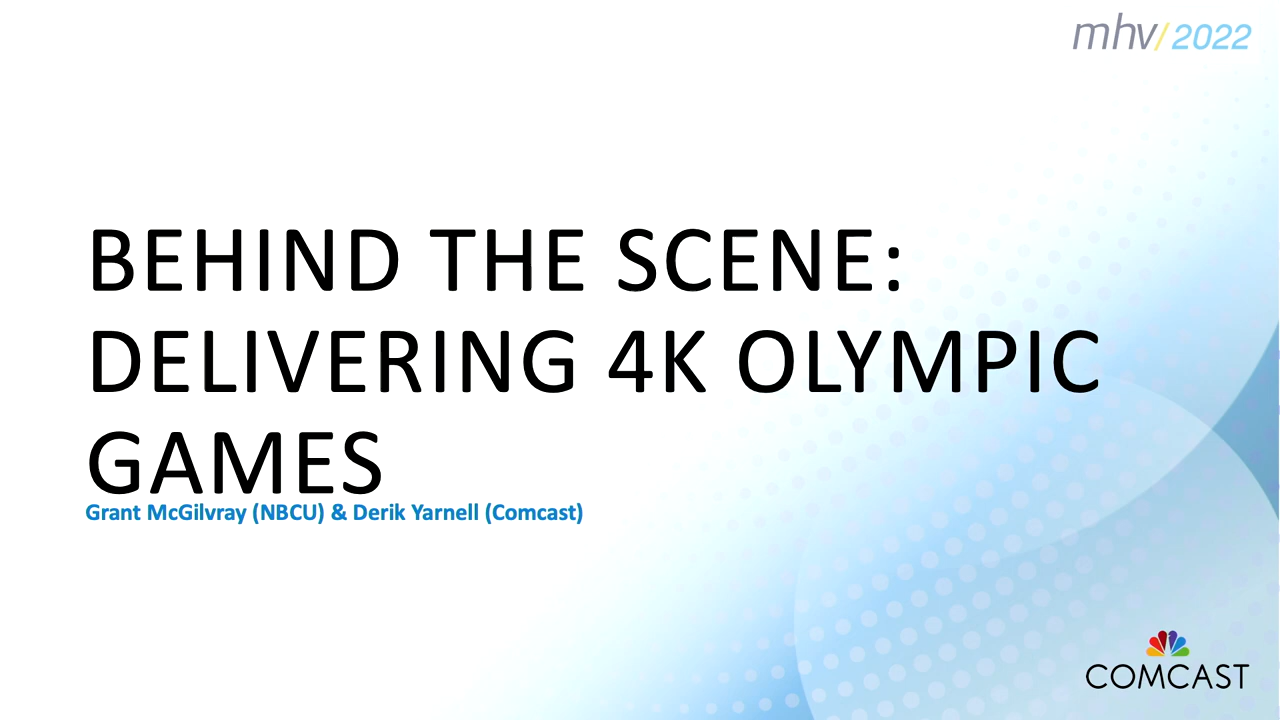 mhv/2022
BEHIND THE SCENE:
DELIVERING 4K OLYMPIC
GAMES
Grant McGilvray (NBCU) & Derik Yarnell (Comcast)
COMCAST